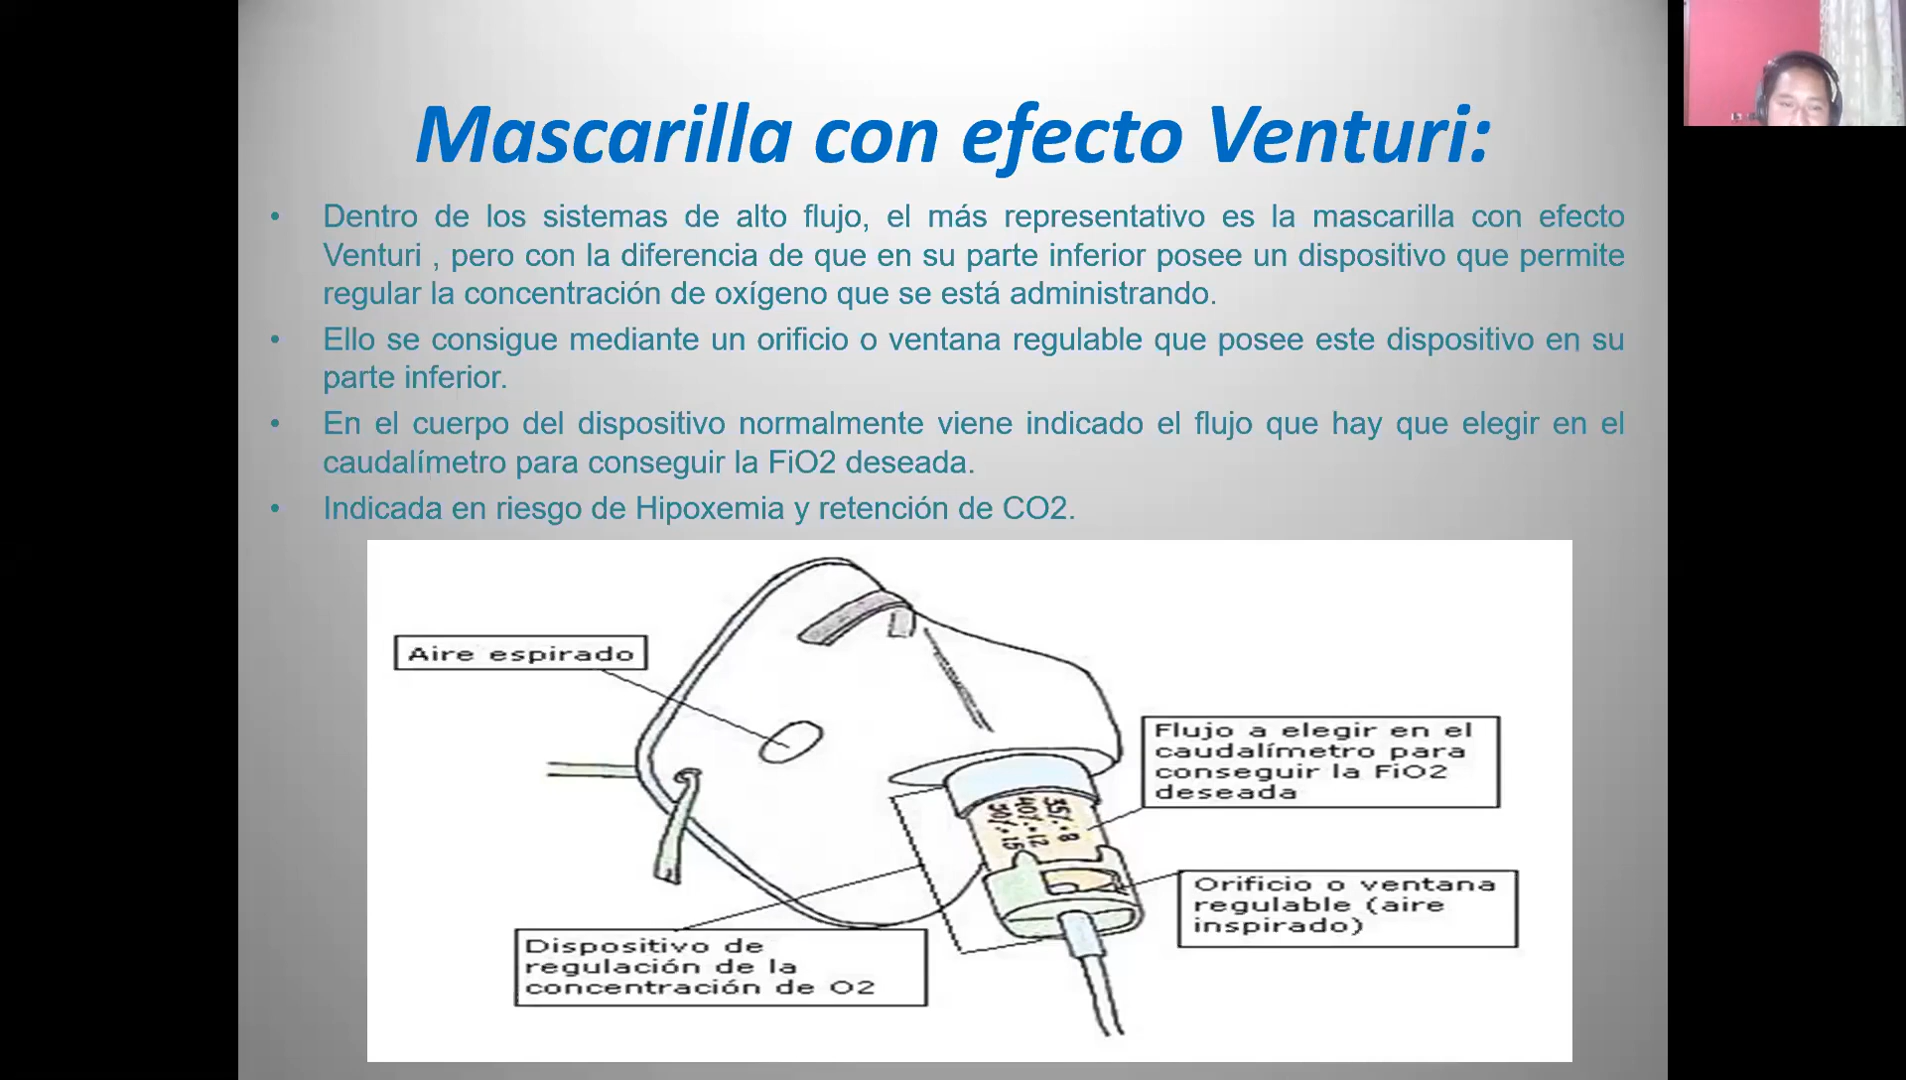 Mascarilla con efecto Venturi:
• Dentro de los sistemas de alto flujo, el más representativo es la mascarilla con efecto
Venturi , pero con la diferencia de que en su parte inferior posee un dispositivo que permite
regular la concentración de oxígeno que se está administrando.
• Ello se consigue mediante un orificio o ventana regulable que posee este dispositivo en su
parte inferior.
• En el cuerpo del dispositivo normalmente viene indicado el flujo que hay que elegir en el
caudalímetro para conseguir la FiO2 deseada.
• Indicada en riesgo de Hipoxemia y retención de CO2.
Aire espirado
Flujo a elegir en el
caudalímetro para
conseguir la FiO2
deseada
35%.8
40%.12
Orificio o ventana
regulable (aire
inspirado)
Dispositivo de
regulación de la
concentración de O2